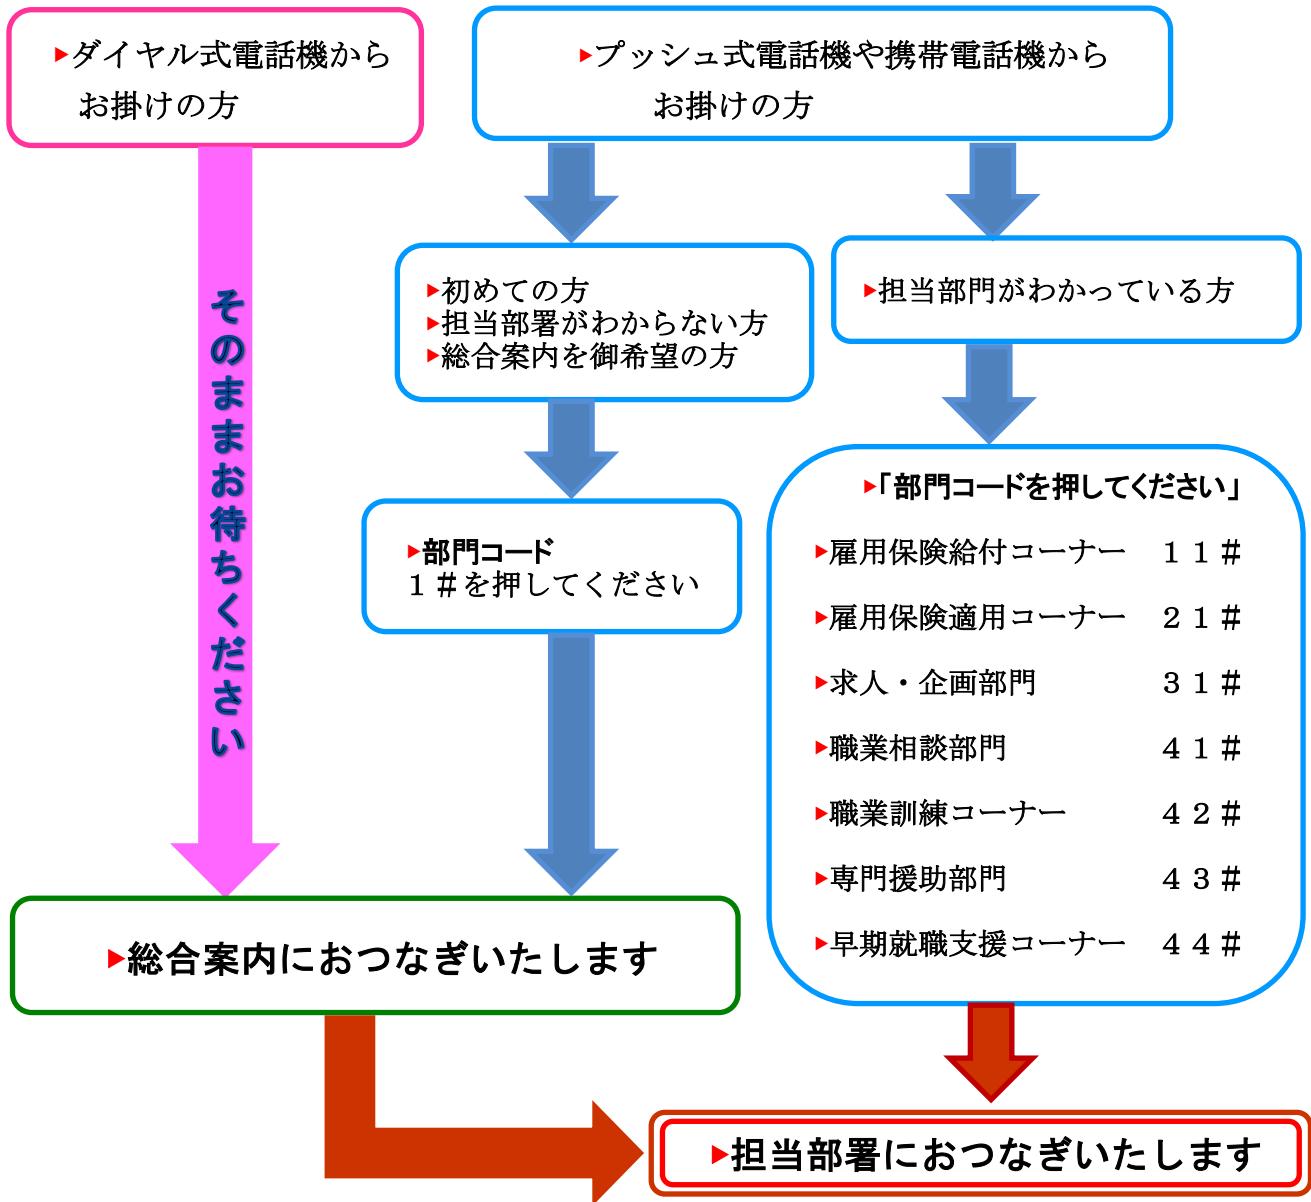 ▶ダイヤル式電話機から
お掛けの方
▶プッシュ式電話機や携帯電話機から
お掛けの方
そのままお待ちください
▶初めての方
▶担当部署がわからない方
▶総合案内を御希望の方
▶担当部門がわかっている方
▶部門コード
１＃を押してください
▶「部門コードを押してください」
▶雇用保険給付コーナー　１１＃
▶雇用保険適用コーナー　２１＃
▶求人・企画部門　３１＃
▶職業相談部門　４１＃
▶職業訓練コーナー　４２＃
▶専門援助部門　４３＃
▶早期就職支援コーナー　４４＃
▶総合案内におつなぎいたします
▶担当部署におつなぎいたします